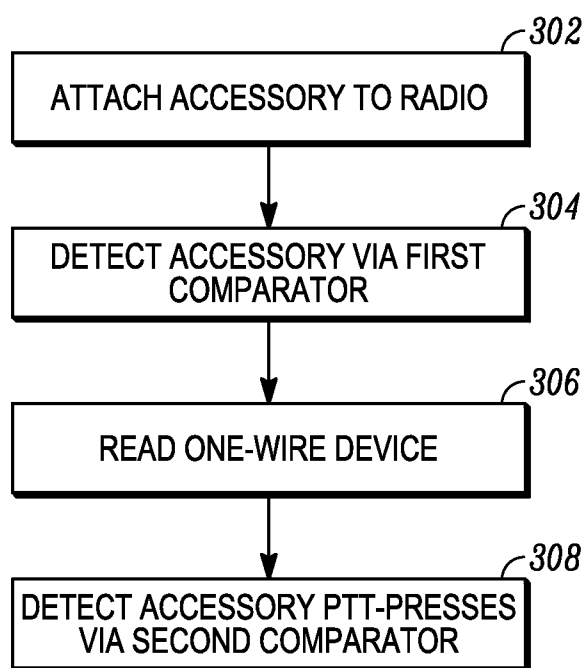 302
ATTACH ACCESSORY TO RADIO
304
DETECT ACCESSORY VIA FIRST
COMPARATOR
306
READ ONE-WIRE DEVICE
308
DETECT ACCESSORY PTT-PRESSES
VIA SECOND COMPARATOR